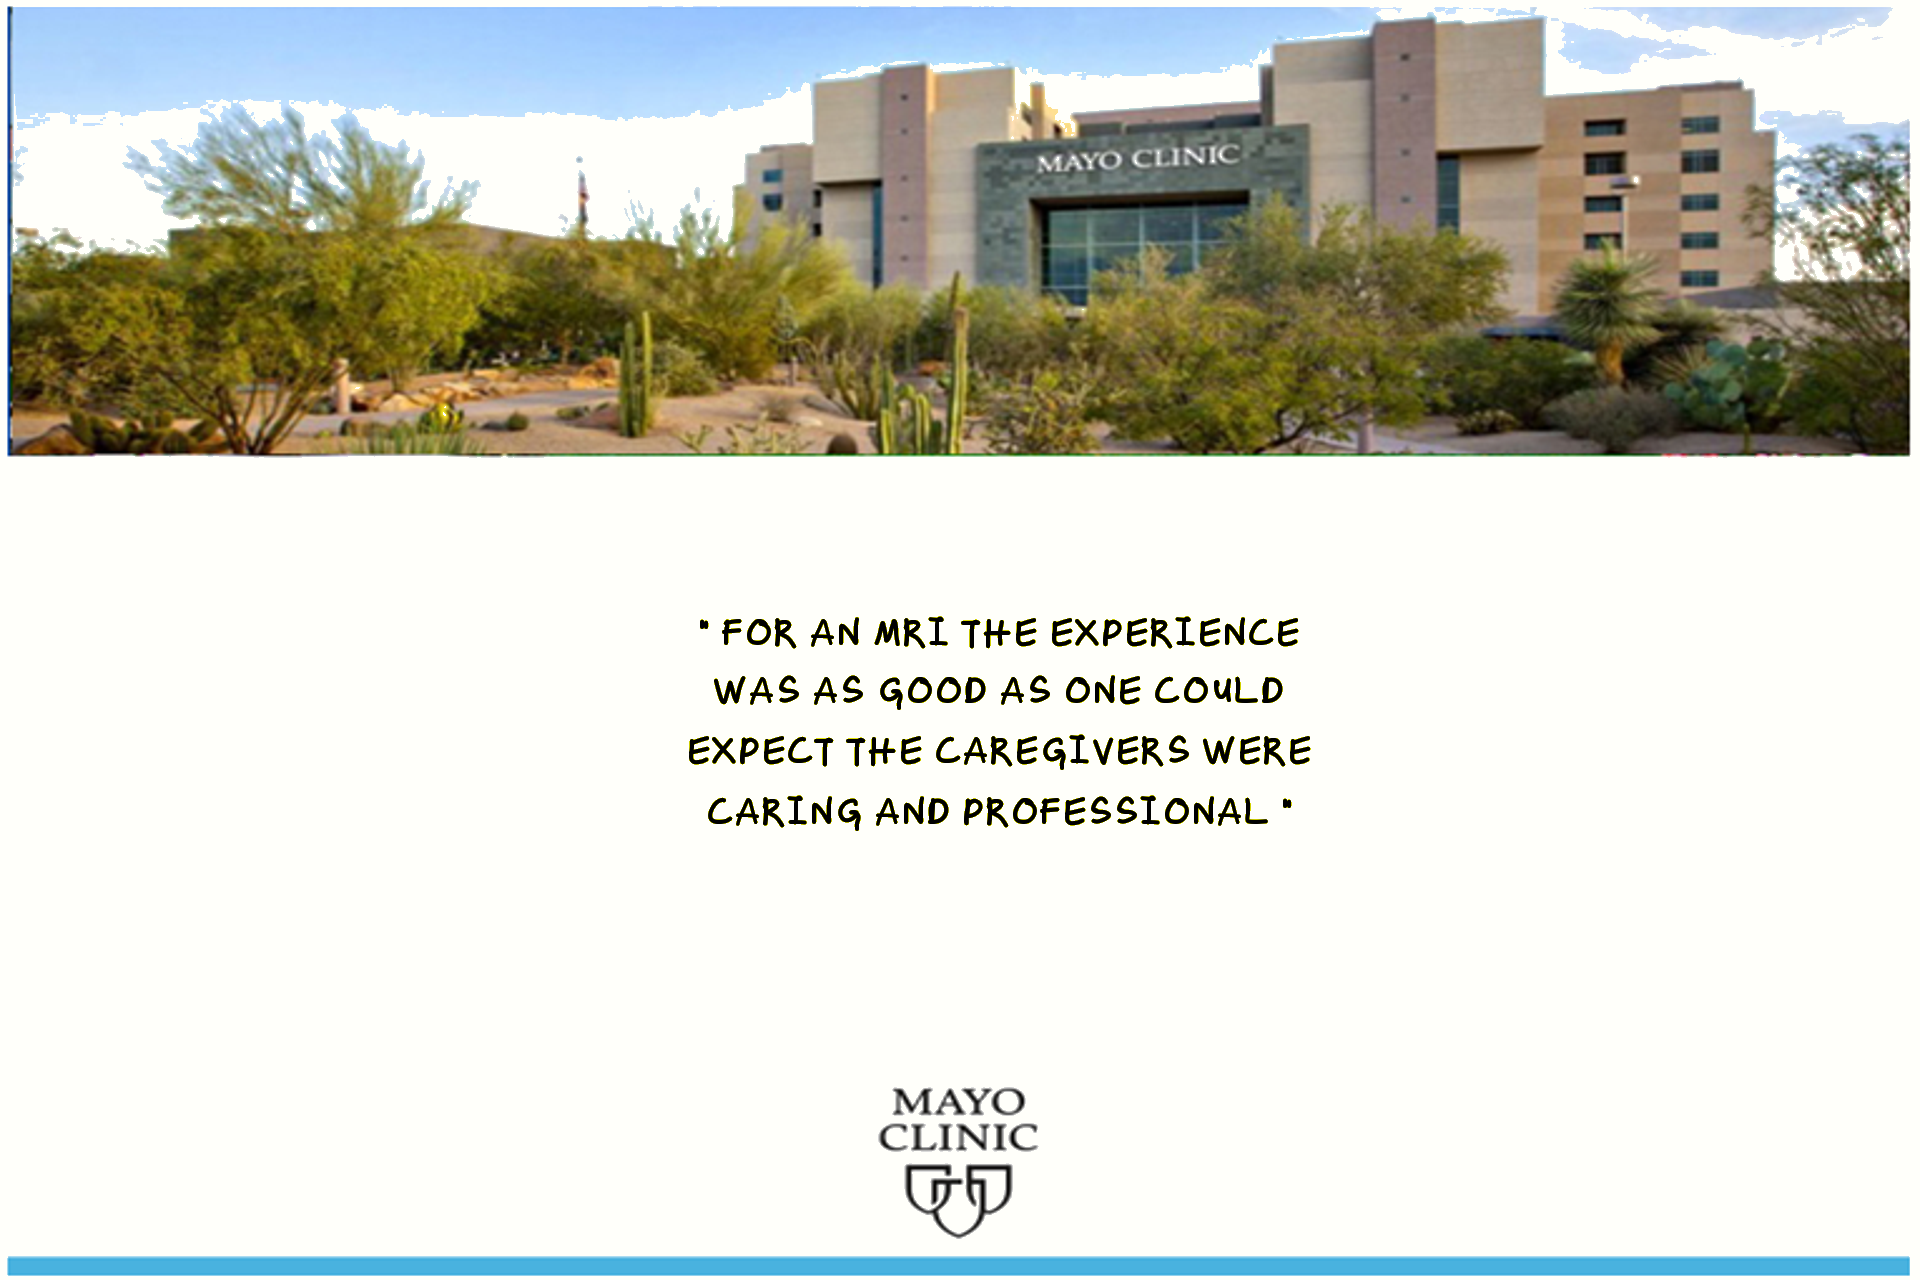 MAYO CLINIC
" FOR AN MRI THE EXPERIENCE
WAS AS GOOD AS ONE COULD
EXPECT THE CAREGIVERS WERE
CARING AND PROFESSIONAL "
MAYO
CLINIC